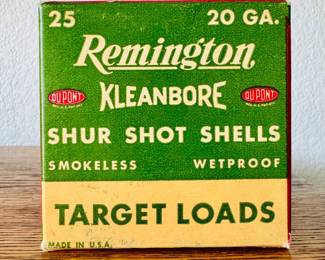 25 20 GA.
Remington
DU PONT KLEANBORE DU PONT
SHUR SHOT SHELLS
SMOKELESS WETPROOF
TARGET LOADS
MADE IN U.S.A.